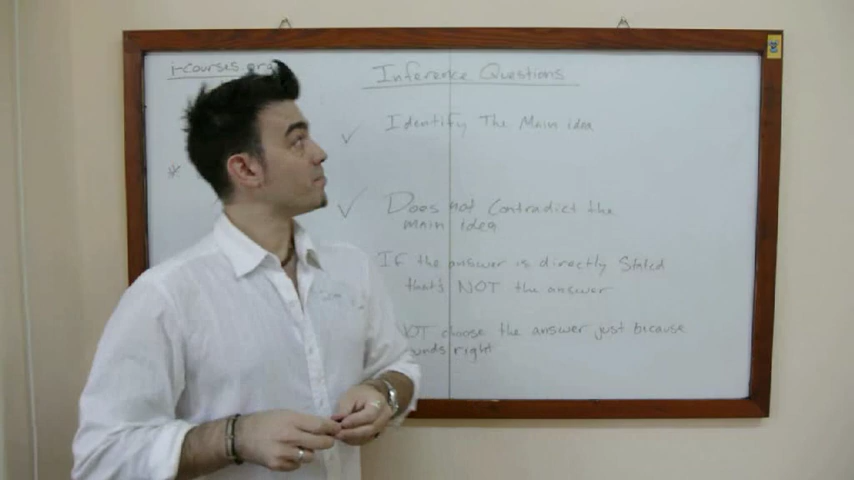 i-courses.org
Inference Questions
Identify The Main idea
Does not Contradict the
main idea
If the answer is directly Stated
that's NOT the answer
choose the answer just because
right